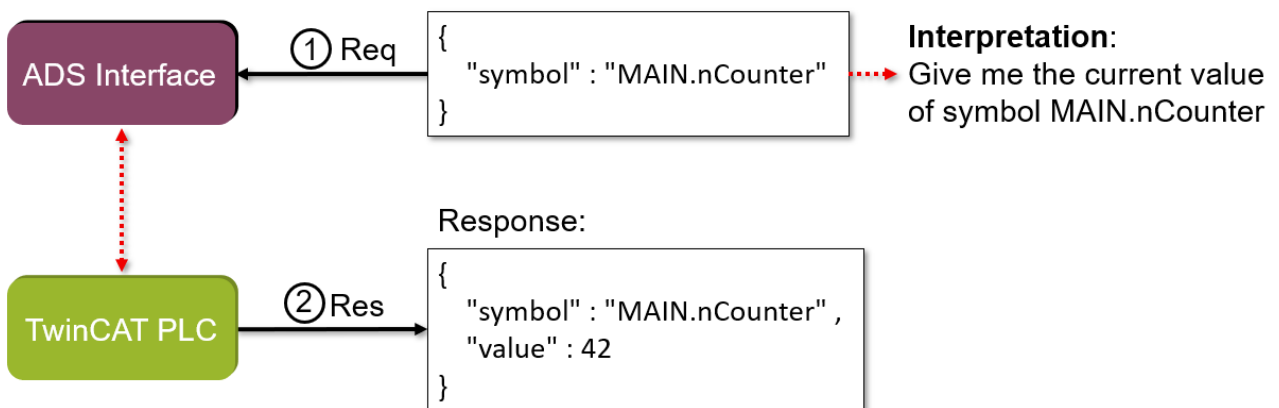 ADS Interface
1 Req
{
"symbol" : "MAIN.nCounter"
}
Interpretation:
Give me the current value
of symbol MAIN.nCounter
Response:
TwinCAT PLC
2 Res
{
"symbol" : "MAIN.nCounter" ,
"value" : 42
}